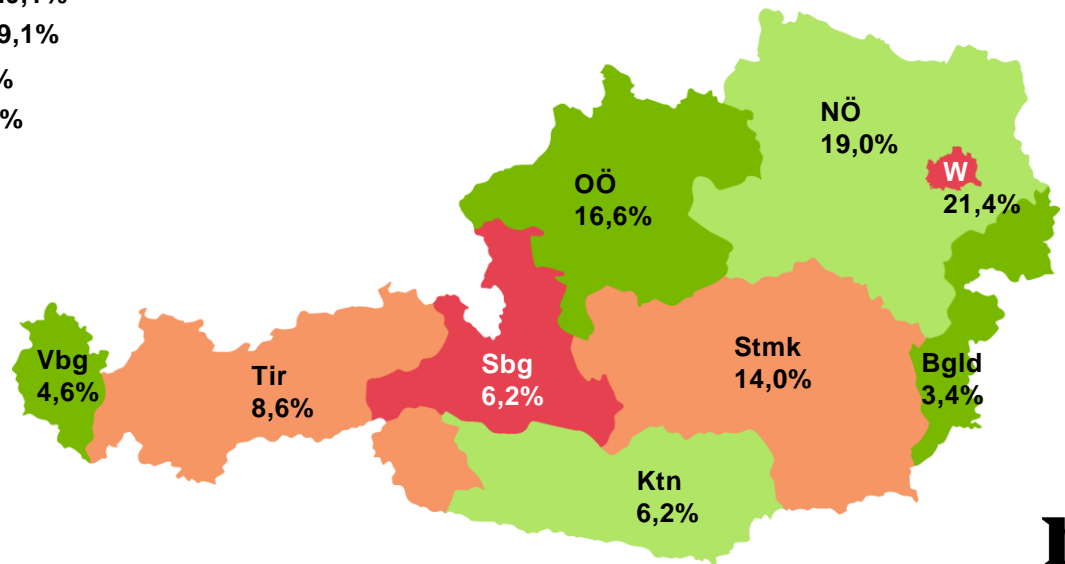 9,1%
%
%
NÖ
19,0%
W
21,4%
OÖ
16,6%
Vbg
4,6%
Tir
8,6%
Sbg
6,2%
Stmk
14,0%
Bgld
3,4%
Ktn
6,2%